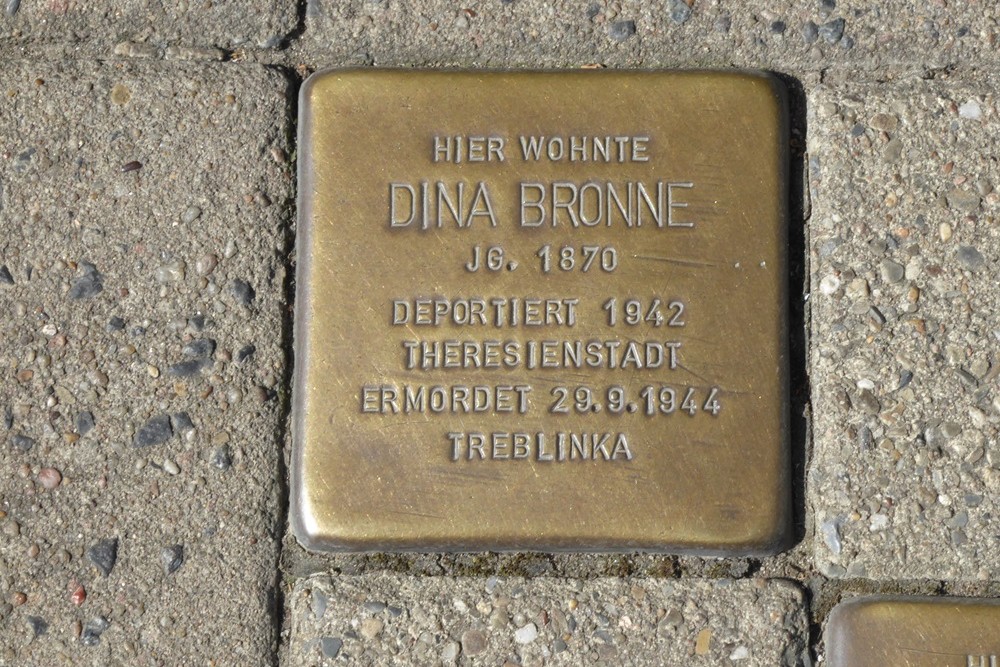 HIER WOHNTE
DINA BRONNE
JG. 1870
DEPORTIERT 1942
THERESIENSTADT
ERMORDET 29.9.1944
TREBLINKA